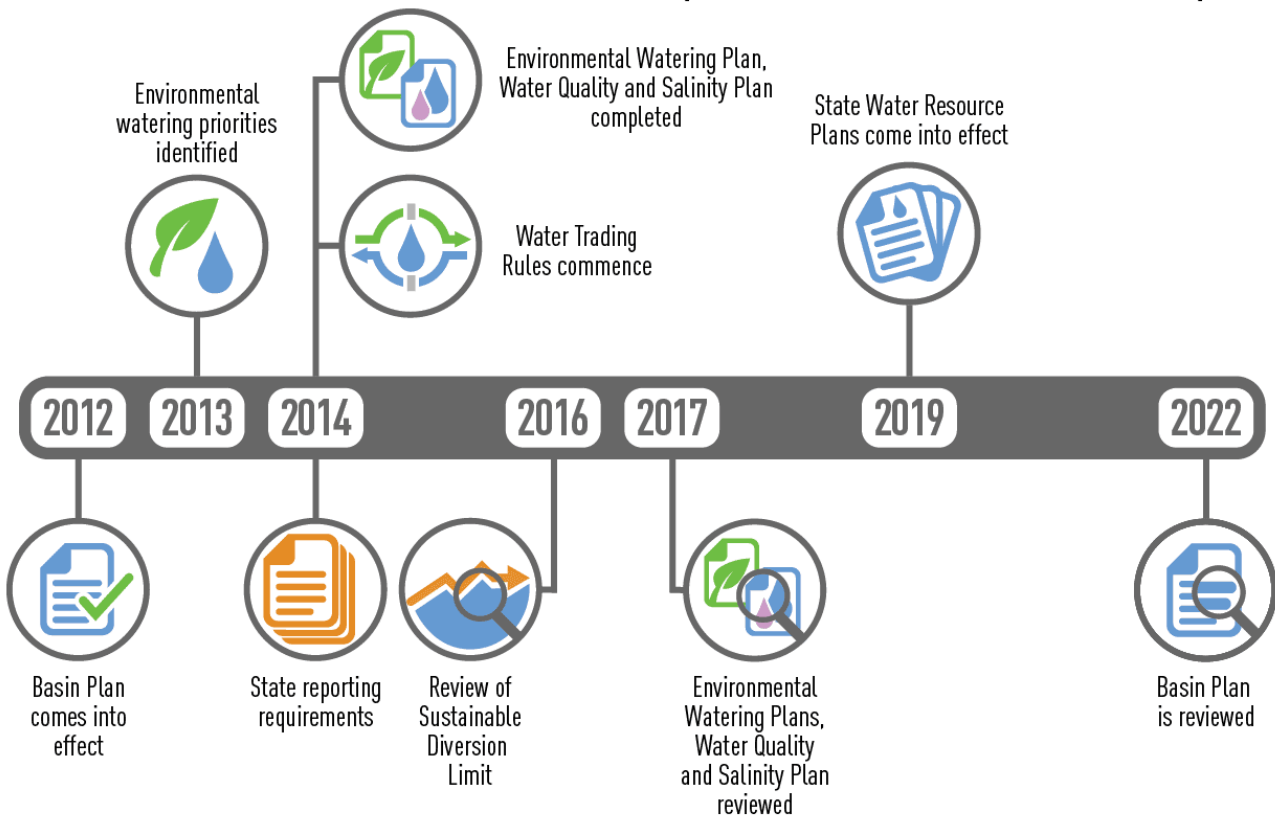 Environmental
watering priorities
identified
Environmental Watering Plan,
Water Quality and Salinity Plan
completed
Water Trading
Rules commence
State Water Resource
Plans come into effect
2012
2013
2014
2016
2017
2019
2022
Basin Plan
comes into
effect
State reporting
requirements
Review of
Sustainable
Diversion
Limit
Environmental
Watering Plans,
Water Quality
and Salinity Plan
reviewed
Basin Plan
is reviewed